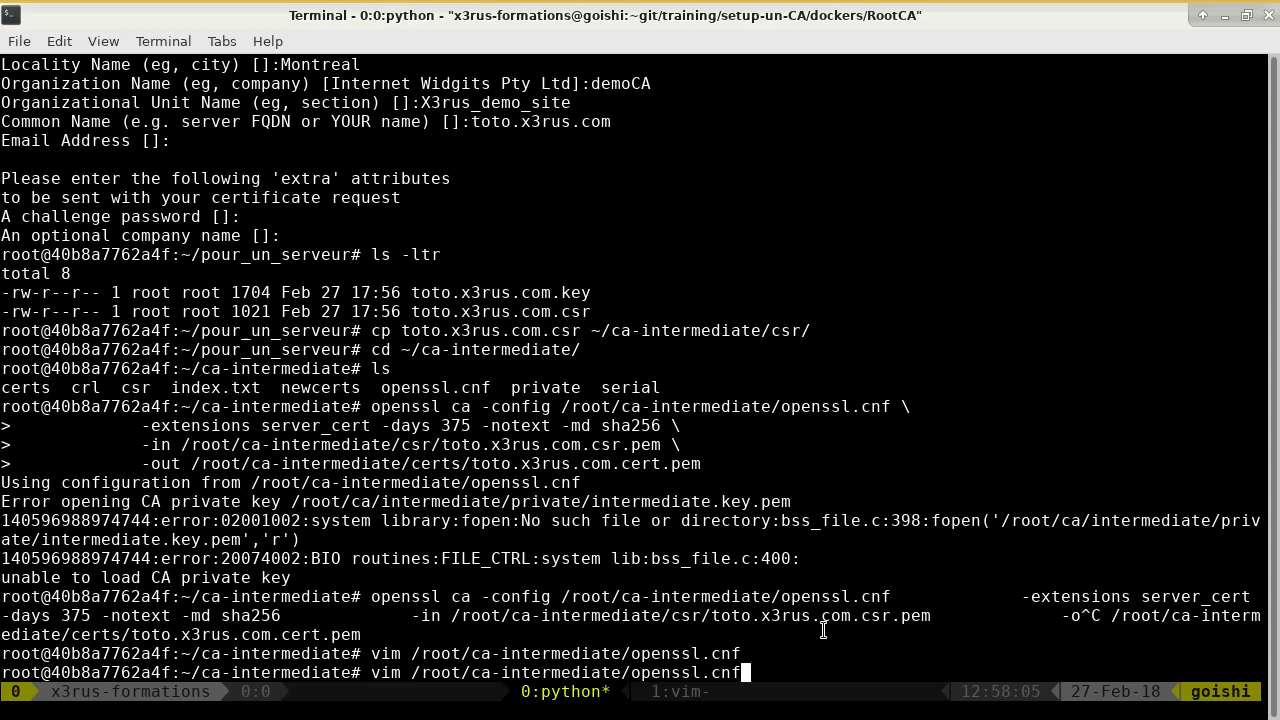 Terminal - 0:0:python - "x3rus-formations@goishi:~git/training/setup-un-CA/dockers/RootCA"
File Edit View Terminal Tabs Help
Locality Name (eg, city) []:Montreal
Organization Name (eg, company) [Internet Widgits Pty Ltd]:demoCA
Organizational Unit Name (eg, section) []:X3rus_demo_site
Common Name (e.g. server FQDN or YOUR name) []:toto.x3rus.com
Email Address []:
Please enter the following 'extra' attributes
to be sent with your certificate request
A challenge password []:
An optional company name []:
root@40b8a7762a4f:~/pour_un_serveur# ls -ltr
total 8
-rw-r--r-- 1 root root 1704 Feb 27 17:56 toto.x3rus.com.key
-rw-r--r-- 1 root root 1021 Feb 27 17:56 toto.x3rus.com.csr
root@40b8a7762a4f:~/pour_un_serveur# cp toto.x3rus.com.csr ~/ca-intermediate/csr/
root@40b8a7762a4f:~/pour_un_serveur# cd ~/ca-intermediate/
root@40b8a7762a4f:~/ca-intermediate# ls
certs  crl  csr  index.txt  newcerts  openssl.cnf  private  serial
root@40b8a7762a4f:~/ca-intermediate# openssl ca -config /root/ca-intermediate/openssl.cnf \
>             -extensions server_cert -days 375 -notext -md sha256 \
>             -in /root/ca-intermediate/csr/toto.x3rus.com.csr.pem \
>             -out /root/ca-intermediate/certs/toto.x3rus.com.cert.pem
Using configuration from /root/ca-intermediate/openssl.cnf
Error opening CA private key /root/ca/intermediate/private/intermediate.key.pem
140596988974744:error:02001002:system library:fopen:No such file or directory:bss_file.c:398:fopen('/root/ca/intermediate/priv
ate/intermediate.key.pem','r')
140596988974744:error:20074002:BIO routines:FILE_CTRL:system lib:bss_file.c:400:
unable to load CA private key
root@40b8a7762a4f:~/ca-intermediate# openssl ca -config /root/ca-intermediate/openssl.cnf             -extensions server_cert
-days 375 -notext -md sha256             -in /root/ca-intermediate/csr/toto.x3rus.com.csr.pem             -o^C /root/ca-interm
ediate/certs/toto.x3rus.com.cert.pem
root@40b8a7762a4f:~/ca-intermediate# vim /root/ca-intermediate/openssl.cnf
root@40b8a7762a4f:~/ca-intermediate# vim /root/ca-intermediate/openssl.cnf
0 x3rus-formations 0:0 0:python* 1:vim- 12:58:05 27-Feb-18 goishi